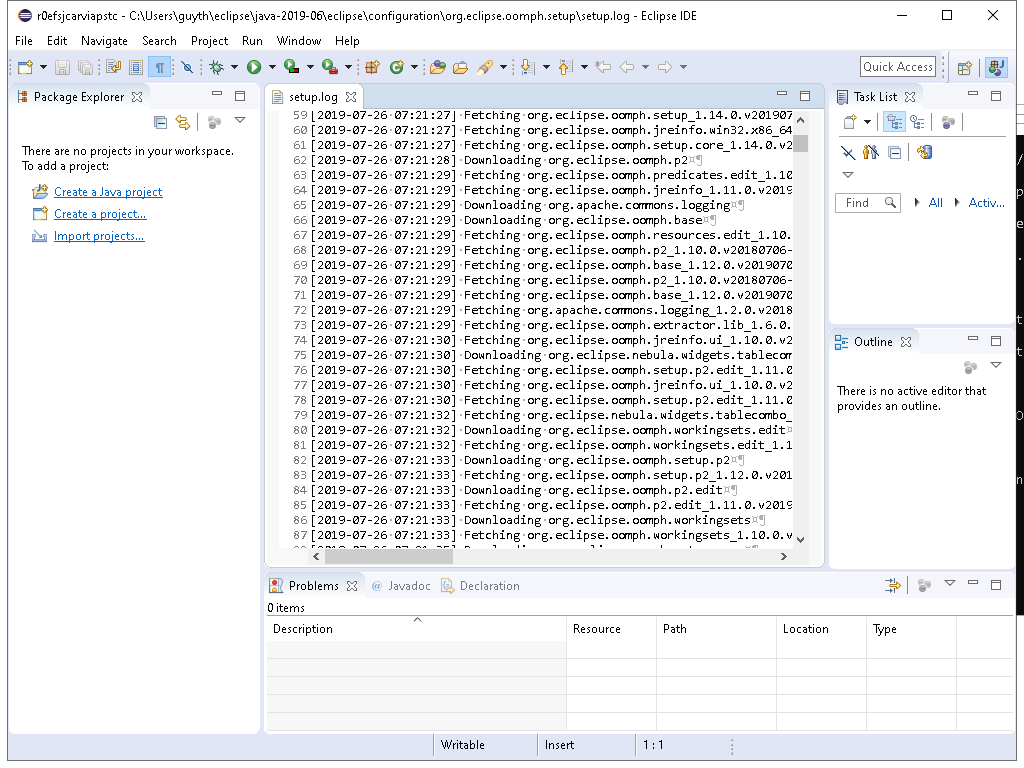 r0efsjcarviapstc - C:\Users\guyth\eclipse\java-2019-06\eclipse\configuration\org.eclipse.oomph.setup\setup.log - Eclipse IDE
File Edit Navigate Search Project Run Window Help
Quick Access
Package Explorer
There are no projects in your workspace.
To add a project:
Create a Java project
Create a project...
Import projects...
setup.log
59 [2019-07-26 07:21:27] Fetching org.eclipse.oomph.setup_1.14.0.v201907
60 [2019-07-26 07:21:27] Fetching org.eclipse.oomph.jreinfo.win32.x86_64
61 [2019-07-26 07:21:27] Fetching org.eclipse.oomph.setup.core_1.14.0.v2
62 [2019-07-26 07:21:28] Downloading org.eclipse.oomph.p2¤¶
63 [2019-07-26 07:21:29] Fetching org.eclipse.oomph.predicates.edit_1.10
64 [2019-07-26 07:21:29] Fetching org.eclipse.oomph.jreinfo_1.11.0.v2019
65 [2019-07-26 07:21:29] Downloading org.apache.commons.logging¤¶
66 [2019-07-26 07:21:29] Downloading org.eclipse.oomph.base¤¶
67 [2019-07-26 07:21:29] Fetching org.eclipse.oomph.resources.edit_1.10.
68 [2019-07-26 07:21:29] Fetching org.eclipse.oomph.p2_1.10.0.v20180706-
69 [2019-07-26 07:21:29] Fetching org.eclipse.oomph.base_1.12.0.v2019070
70 [2019-07-26 07:21:29] Fetching org.eclipse.oomph.p2_1.10.0.v20180706-
71 [2019-07-26 07:21:29] Fetching org.eclipse.oomph.base_1.12.0.v2019070
72 [2019-07-26 07:21:29] Fetching org.apache.commons.logging_1.2.0.v2018
73 [2019-07-26 07:21:29] Fetching org.eclipse.oomph.extractor.lib_1.6.0.
74 [2019-07-26 07:21:30] Fetching org.eclipse.oomph.jreinfo.ui_1.10.0.v2
75 [2019-07-26 07:21:30] Downloading org.eclipse.nebula.widgets.tablecom
76 [2019-07-26 07:21:30] Fetching org.eclipse.oomph.setup.p2.edit_1.11.0
77 [2019-07-26 07:21:30] Fetching org.eclipse.oomph.jreinfo.ui_1.10.0.v2
78 [2019-07-26 07:21:30] Fetching org.eclipse.oomph.setup.p2.edit_1.11.0
79 [2019-07-26 07:21:32] Fetching org.eclipse.nebula.widgets.tablecombo_
80 [2019-07-26 07:21:32] Downloading org.eclipse.oomph.workingsets.edit¤
81 [2019-07-26 07:21:32] Fetching org.eclipse.oomph.workingsets.edit_1.1
82 [2019-07-26 07:21:33] Downloading org.eclipse.oomph.setup.p2¤¶
83 [2019-07-26 07:21:33] Fetching org.eclipse.oomph.setup.p2_1.12.0.v201
84 [2019-07-26 07:21:33] Downloading org.eclipse.oomph.p2.edit¤¶
85 [2019-07-26 07:21:33] Fetching org.eclipse.oomph.p2.edit_1.11.0.v2019
86 [2019-07-26 07:21:33] Downloading org.eclipse.oomph.workingsets¤¶
87 [2019-07-26 07:21:33] Fetching org.eclipse.oomph.workingsets_1.10.0.v
Task List
Find All Activ...
Outline
There is no active editor that
provides an outline.
Problems @ Javadoc Declaration
0 items
Description Resource Path Location Type
Writable Insert 1 : 1